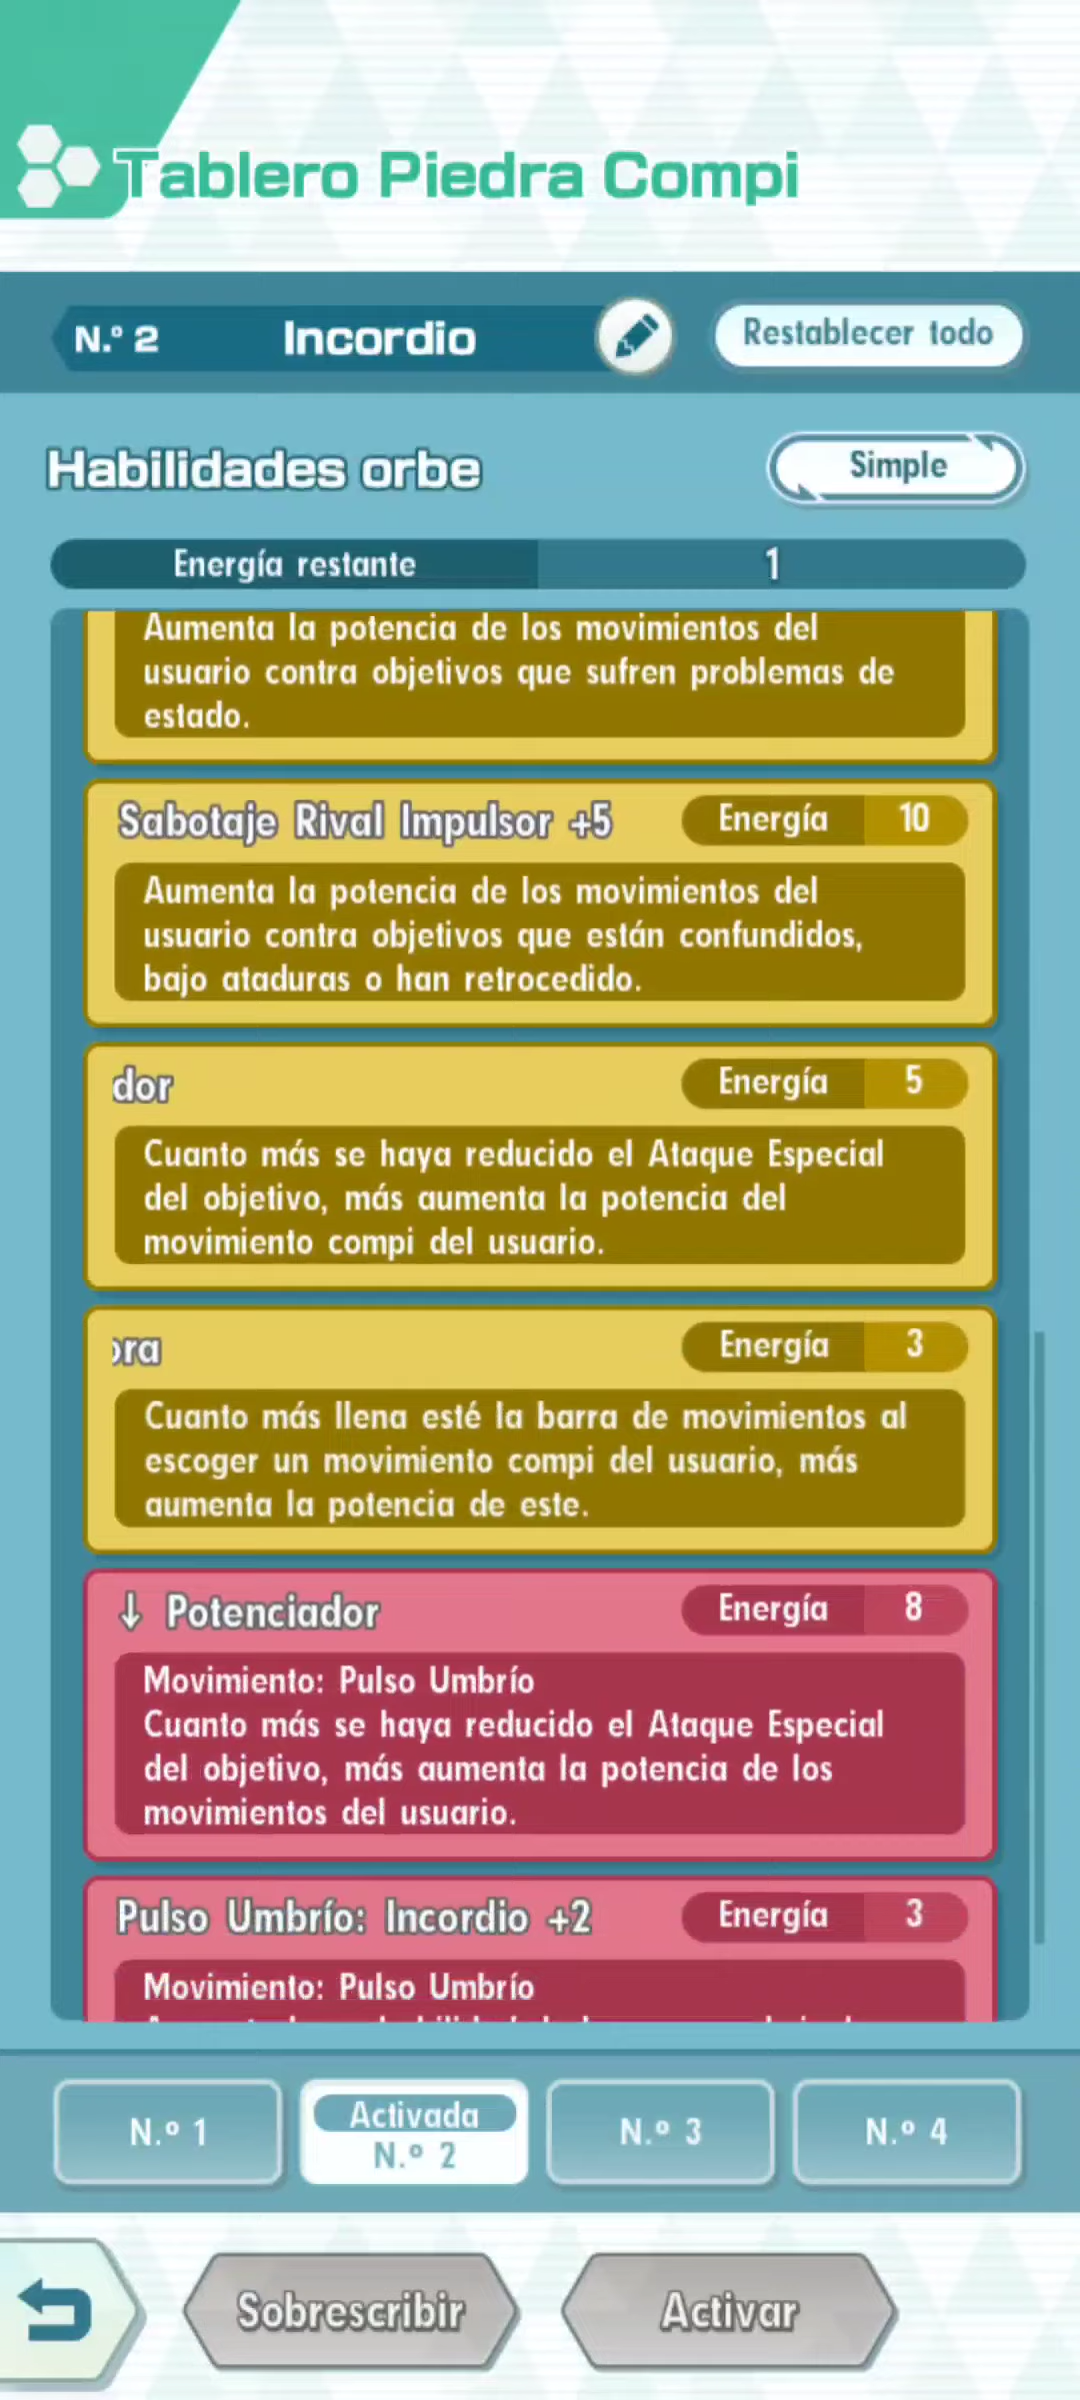 Tablero Piedra Compi
N.º 2
Incordio
Restablecer todo
Habilidades orbe
Simple
Energía restante
1
Aumenta la potencia de los movimientos del
usuario contra objetivos que sufren problemas de
estado.
Sabotaje Rival Impulsor +5
Energía
10
Aumenta la potencia de los movimientos del
usuario contra objetivos que están confundidos,
bajo ataduras o han retrocedido.
dor
Energía
5
Cuanto más se haya reducido el Ataque Especial
del objetivo, más aumenta la potencia del
movimiento compi del usuario.
ora
Energía
3
Cuanto más llena esté la barra de movimientos al
escoger un movimiento compi del usuario, más
aumenta la potencia de este.
↓ Potenciador
Energía
8
Movimiento: Pulso Umbrío
Cuanto más se haya reducido el Ataque Especial
del objetivo, más aumenta la potencia de los
movimientos del usuario.
Pulso Umbrío: Incordio +2
Energía
3
Movimiento: Pulso Umbrío
N.º 1
Activada
N.º 2
N.º 3
N.º 4
Sobrescribir
Activar